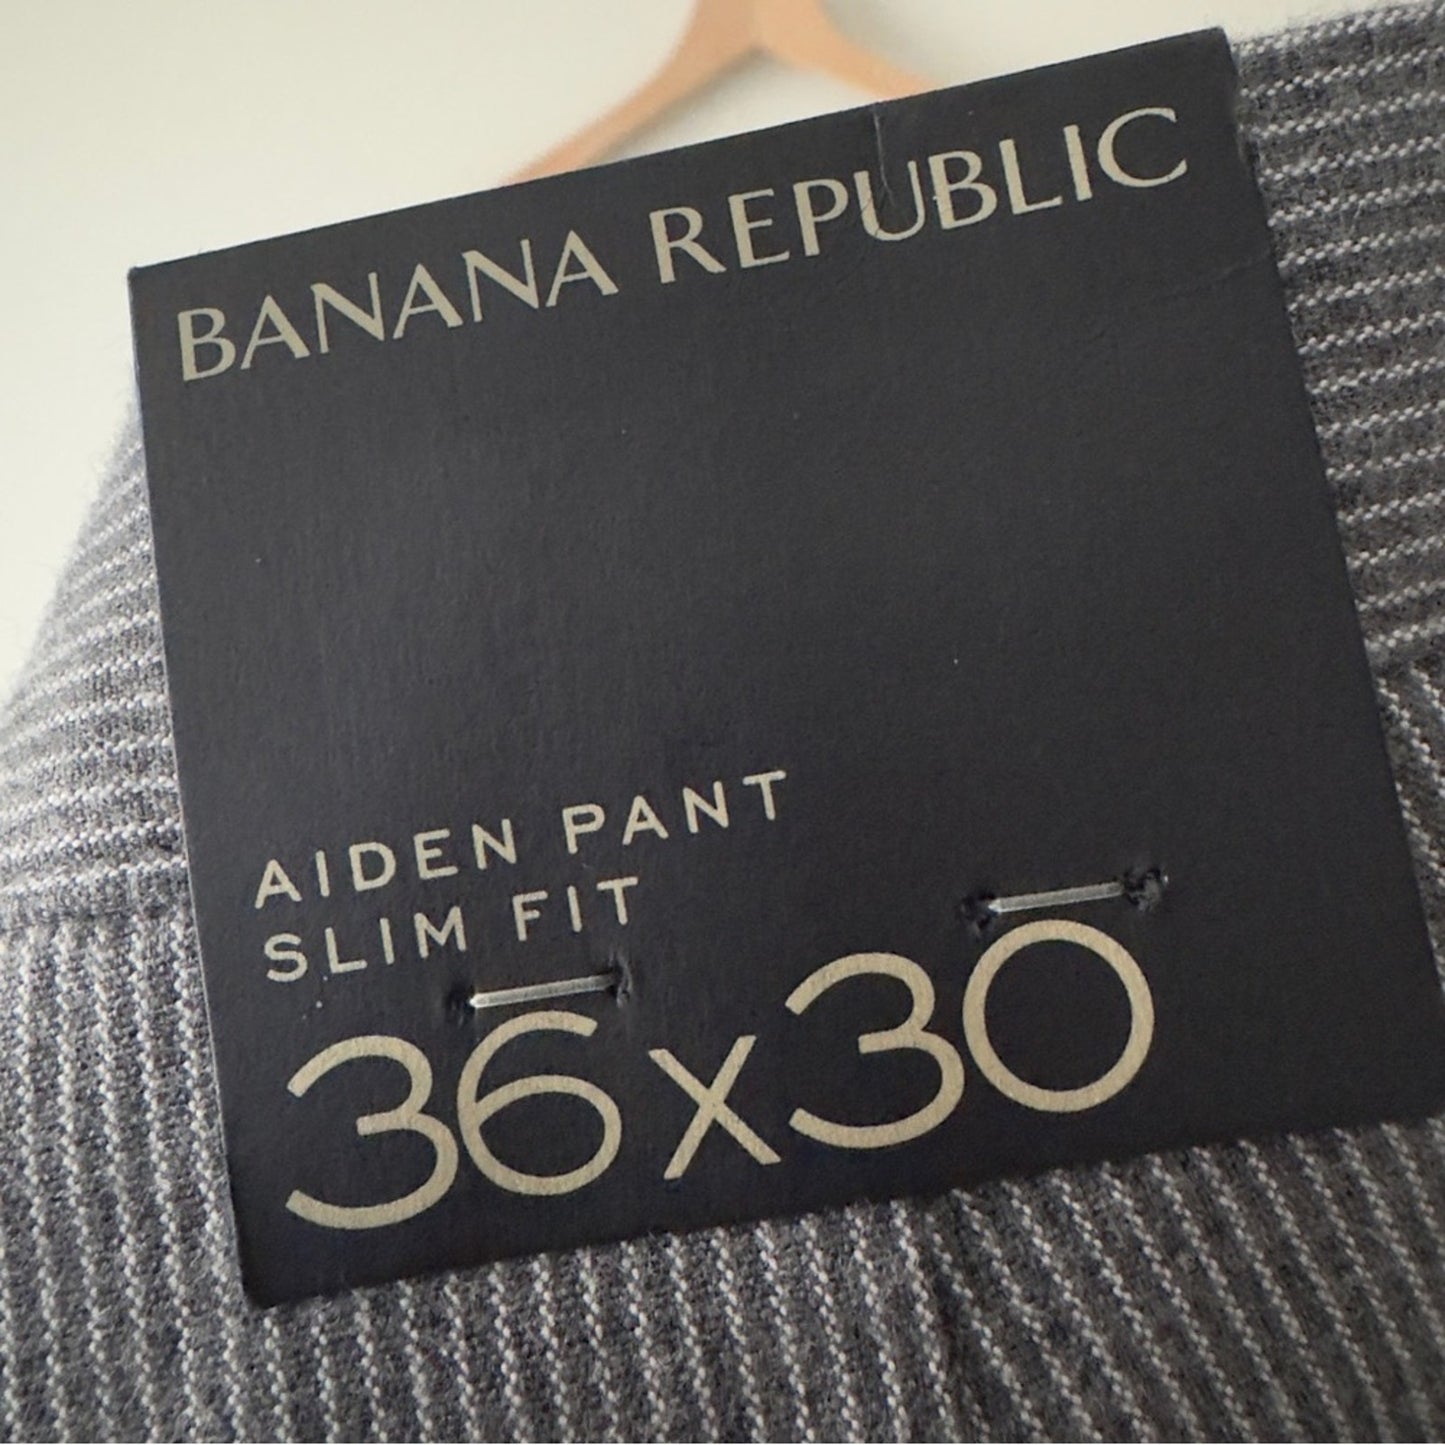 BANANA REPUBLIC
AIDEN PANT
SLIM FIT
36x30